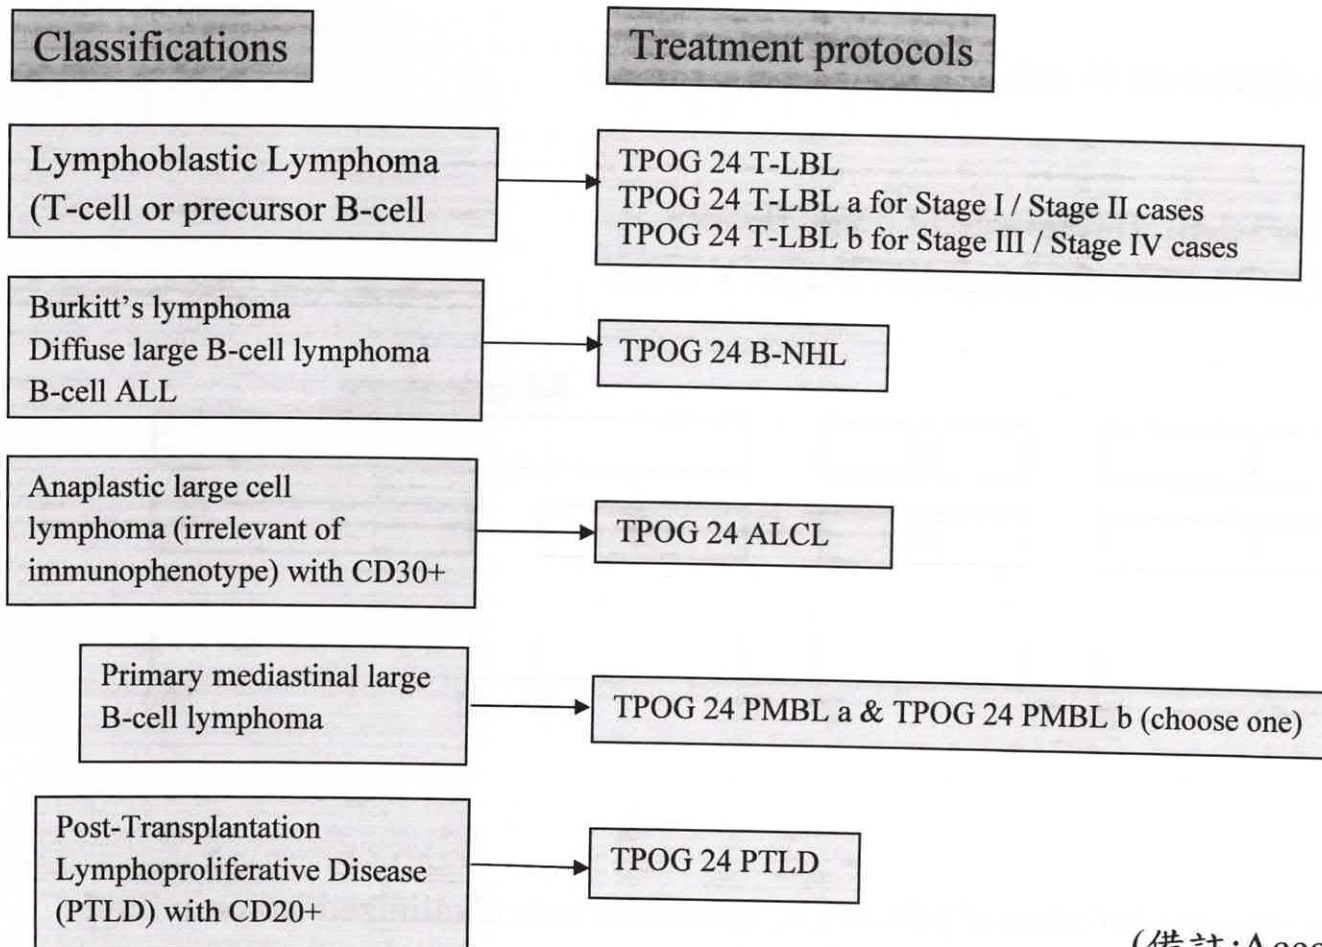 Classifications
Treatment protocols
Lymphoblastic Lymphoma
(T-cell or precursor B-cell
TPOG 24 T-LBL
TPOG 24 T-LBL a for Stage I / Stage II cases
TPOG 24 T-LBL b for Stage III / Stage IV cases
Burkitt’s lymphoma
Diffuse large B-cell lymphoma
B-cell ALL
TPOG 24 B-NHL
Anaplastic large cell
lymphoma (irrelevant of
immunophenotype) with CD30+
TPOG 24 ALCL
Primary mediastinal large
B-cell lymphoma
TPOG 24 PMBL a & TPOG 24 PMBL b (choose one)
Post-Transplantation
Lymphoproliferative Disease
(PTLD) with CD20+
TPOG 24 PTLD
(備註: